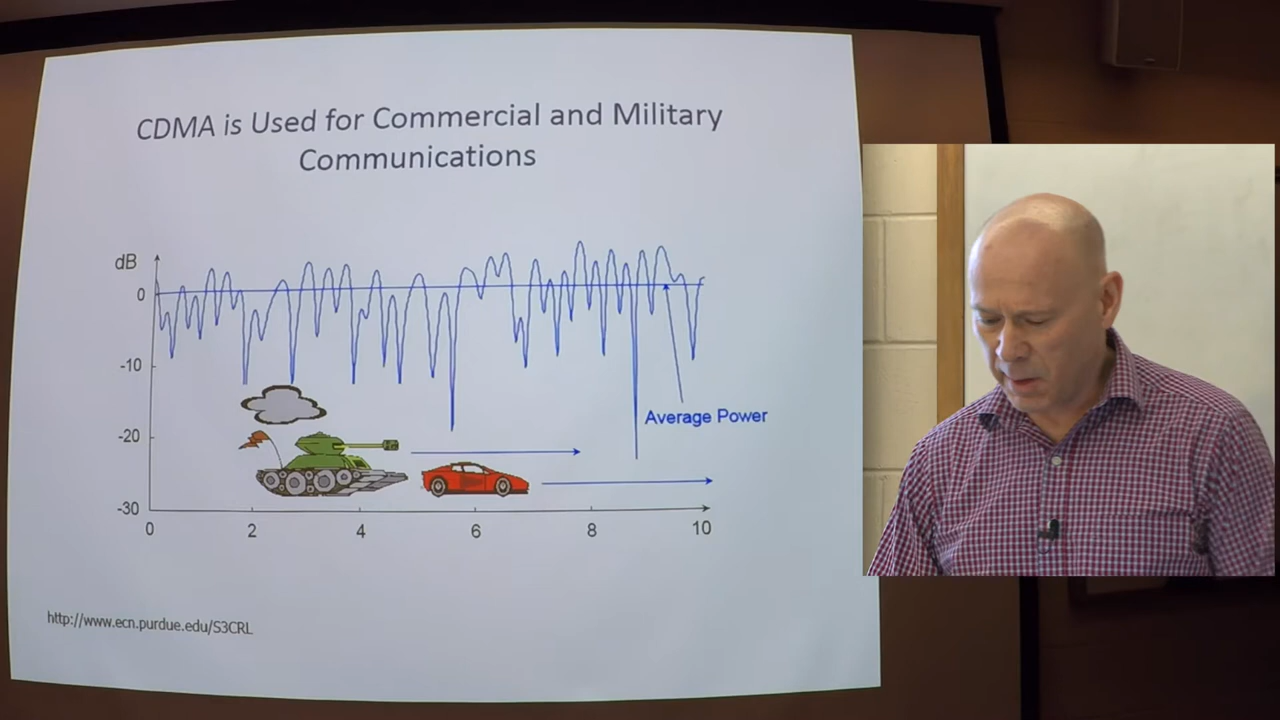 CDMA is Used for Commercial and Military
Communications
dB
0
-10
-20
-30
Average Power
0 2 4 6 8 10
http://www.ecn.purdue.edu/S3CRL